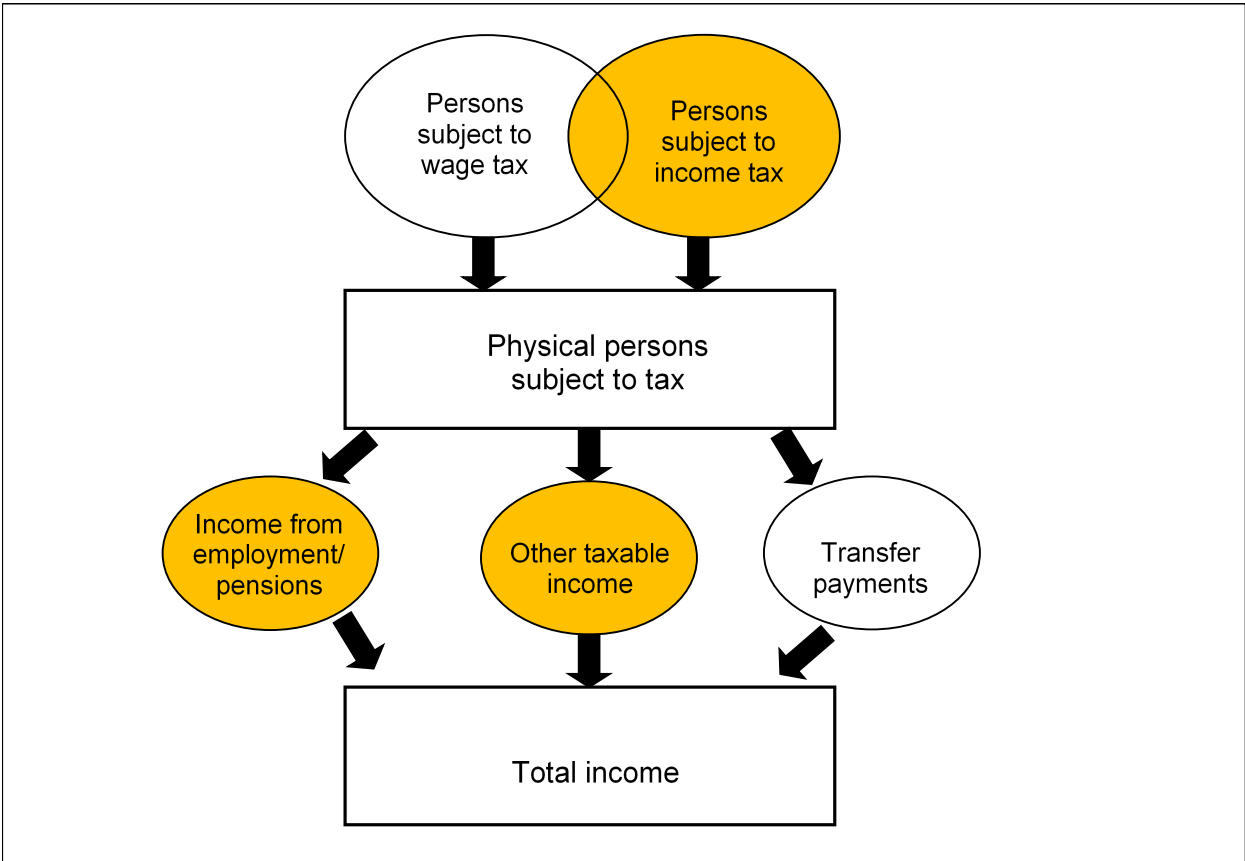 Persons
subject to
wage tax
Persons
subject to
income tax
Physical persons
subject to tax
Income from
employment/
pensions
Other taxable
income
Transfer
payments
Total income